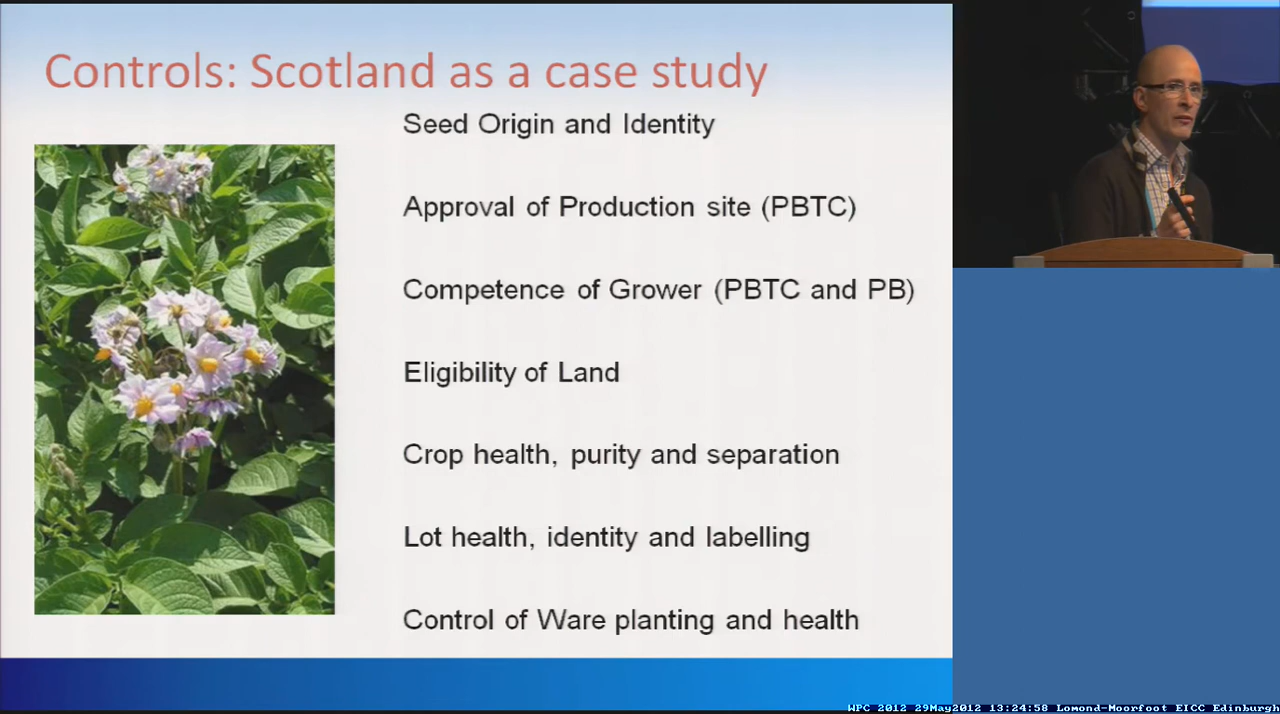 Controls: Scotland as a case study
Seed Origin and Identity
Approval of Production site (PBTC)
Competence of Grower (PBTC and PB)
Eligibility of Land
Crop health, purity and separation
Lot health, identity and labelling
Control of Ware planting and health
WPC 2012 29May2012 13:24:58 Lomond-Moorfoot EICC Edinburgh